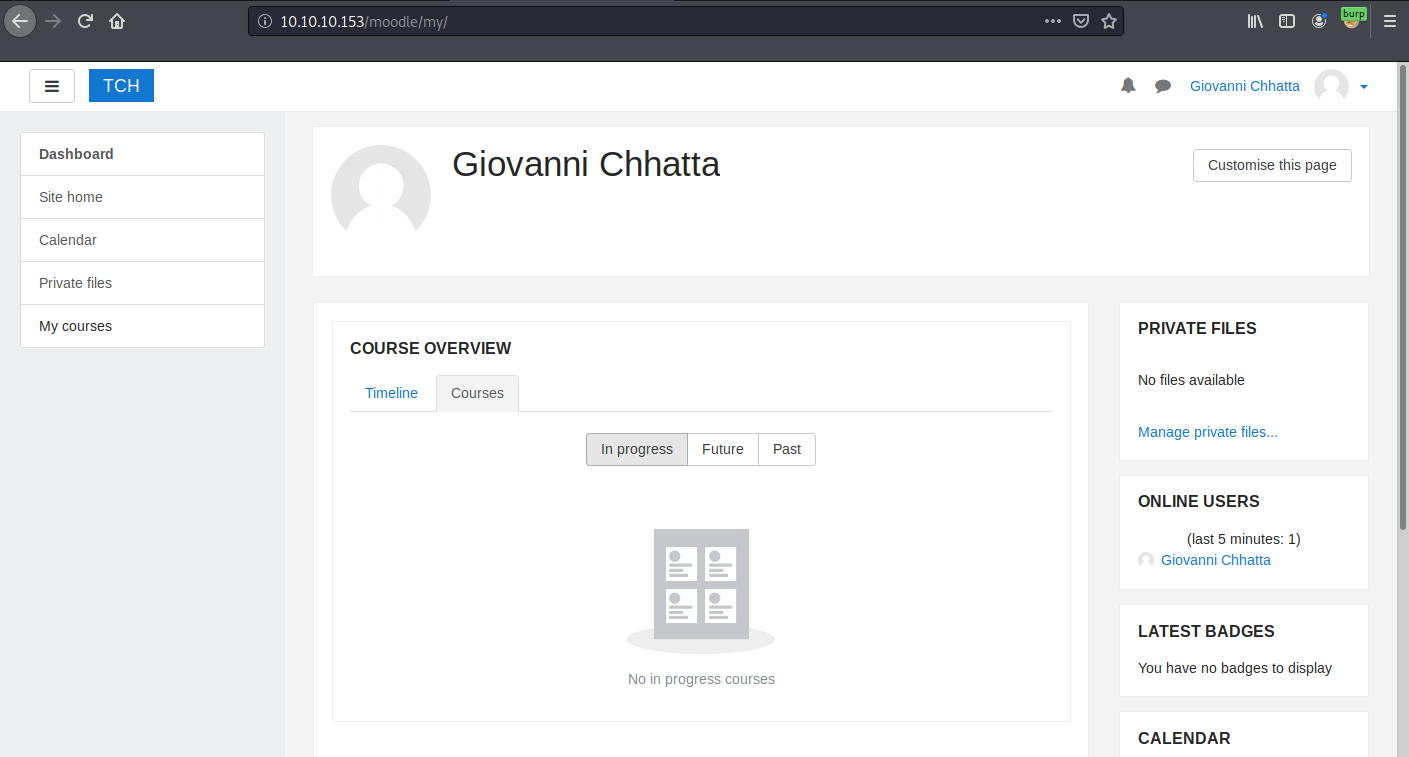 10.10.10.153/moodle/my/
burp
TCH
Giovanni Chhatta
Dashboard
Site home
Calendar
Private files
My courses
Giovanni Chhatta
Customise this page
COURSE OVERVIEW
Timeline Courses
In progress Future Past
No in progress courses
PRIVATE FILES
No files available
Manage private files...
ONLINE USERS
(last 5 minutes: 1)
Giovanni Chhatta
LATEST BADGES
You have no badges to display
CALENDAR